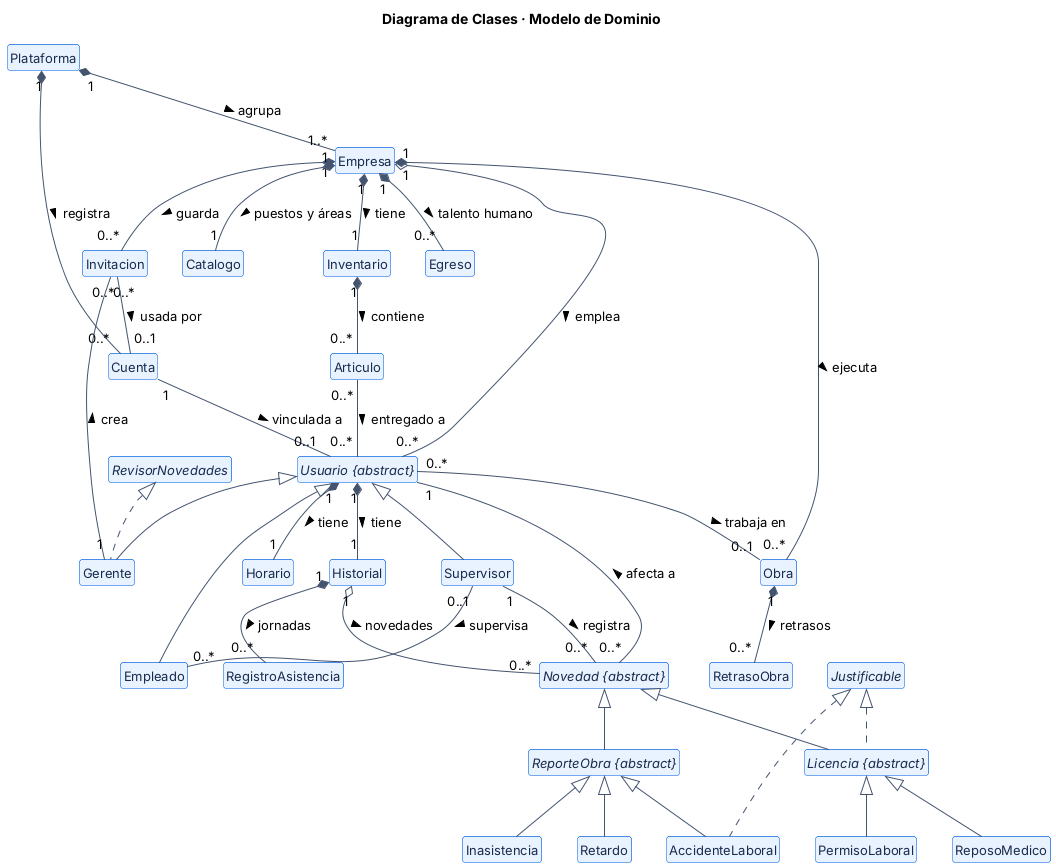 Diagrama de Clases · Modelo de Dominio
Plataforma
1
1
agrupa
1..*
1
1
Empresa
1
1
1
1
registra
guarda
puestos y áreas
tiene
talento humano
0..*
1
1
0..*
Invitacion
Catalogo
Inventario
Egreso
0..*
0..*
1
usada por
contiene
emplea
0..*
0..1
0..*
Cuenta
Articulo
ejecuta
1
0..*
crea
vinculada a
entregado a
0..1
0..*
0..*
RevisorNovedades
Usuario {abstract}
0..*
1
1
1
tiene
tiene
trabaja en
1
1
1
0..1
0..*
Gerente
Horario
1
Historial
Supervisor
Obra
afecta a
1
0..1
1
1
jornadas
novedades
supervisa
registra
retrasos
0..*
0..*
0..*
0..*
0..*
0..*
Empleado
RegistroAsistencia
Novedad {abstract}
RetrasoObra
Justificable
ReporteObra {abstract}
Licencia {abstract}
Inasistencia
Retardo
AccidenteLaboral
PermisoLaboral
ReposoMedico